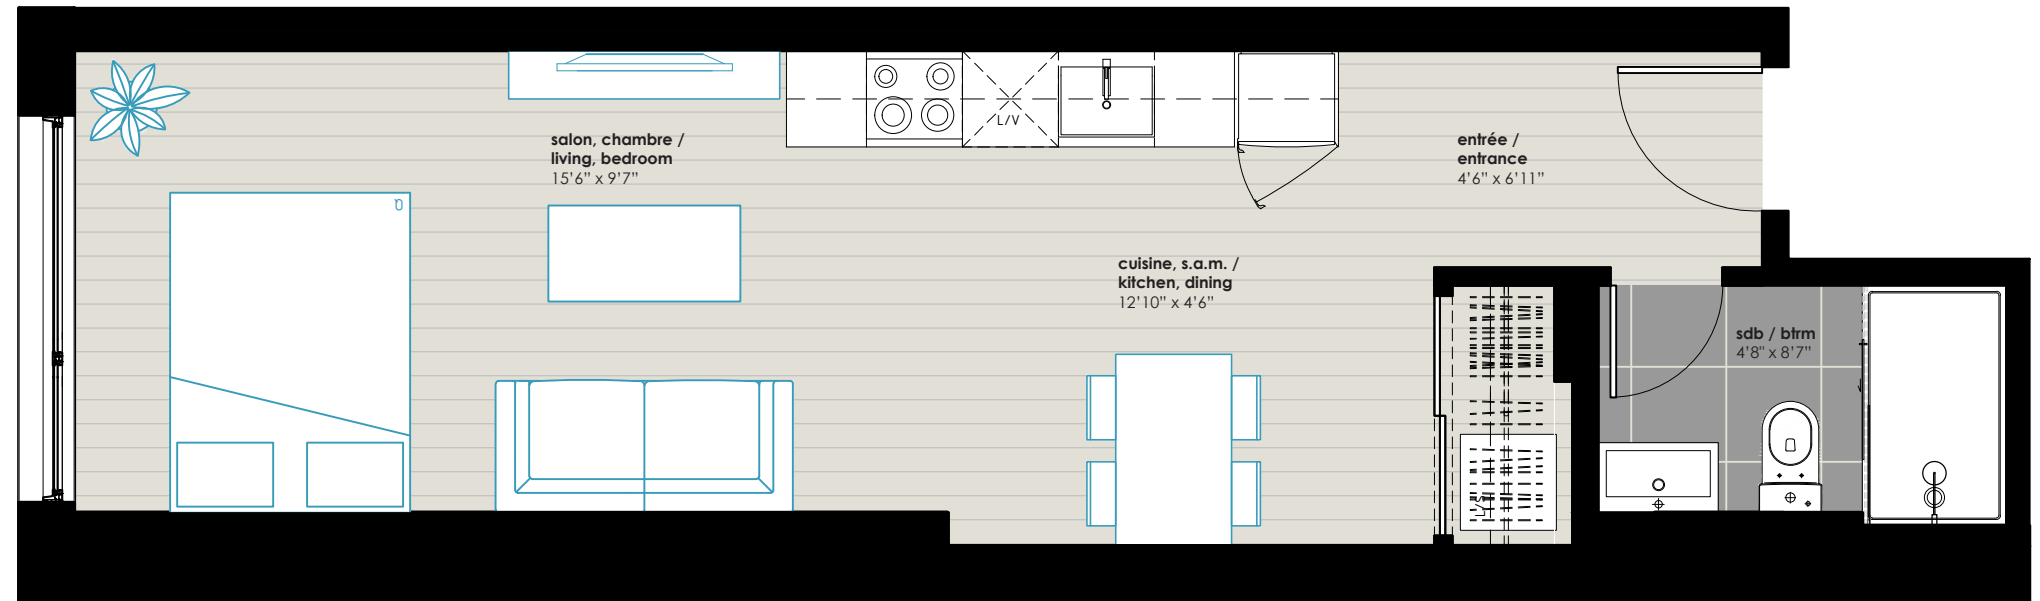 salon, chambre /
living, bedroom
15'6” x 9'7”
L/V
entrée /
entrance
4'6” x 6'11”
cuisine, s.a.m. /
kitchen, dining
12'10” x 4'6”
sdb / btrm
4'8" x 8'7”
L/S